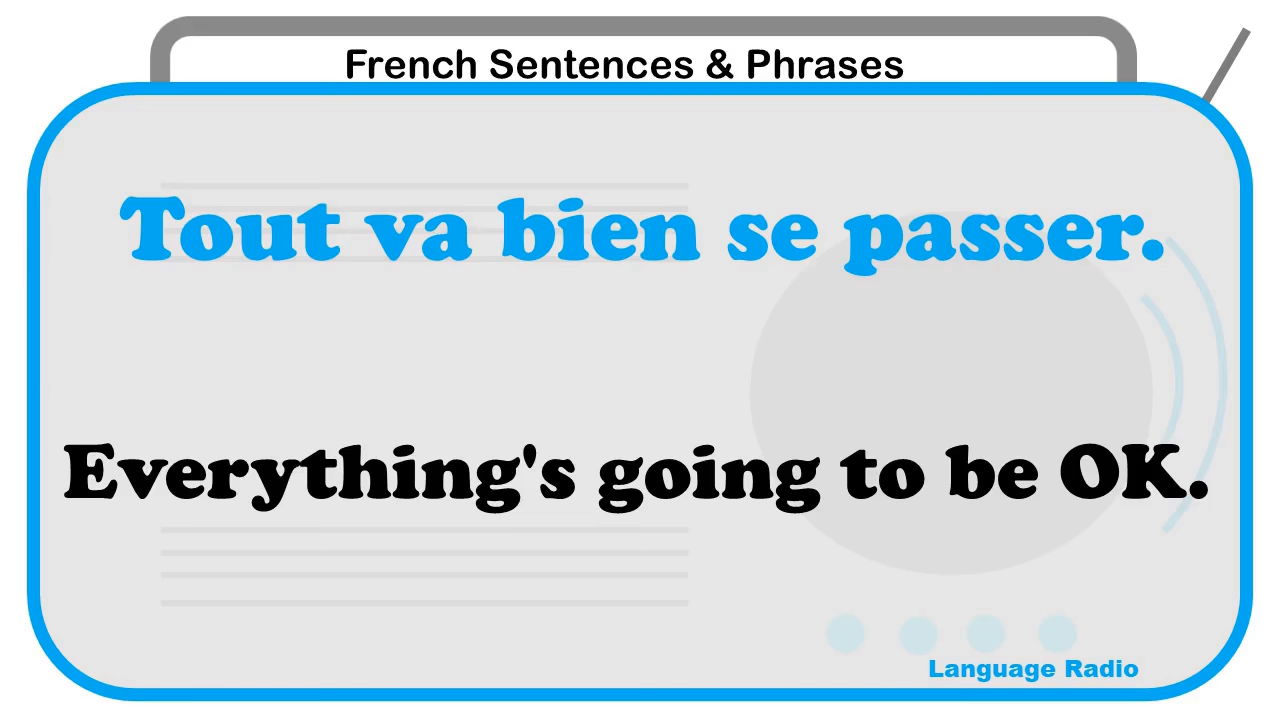 French Sentences & Phrases
Tout va bien se passer.
Everything's going to be OK.
Language Radio